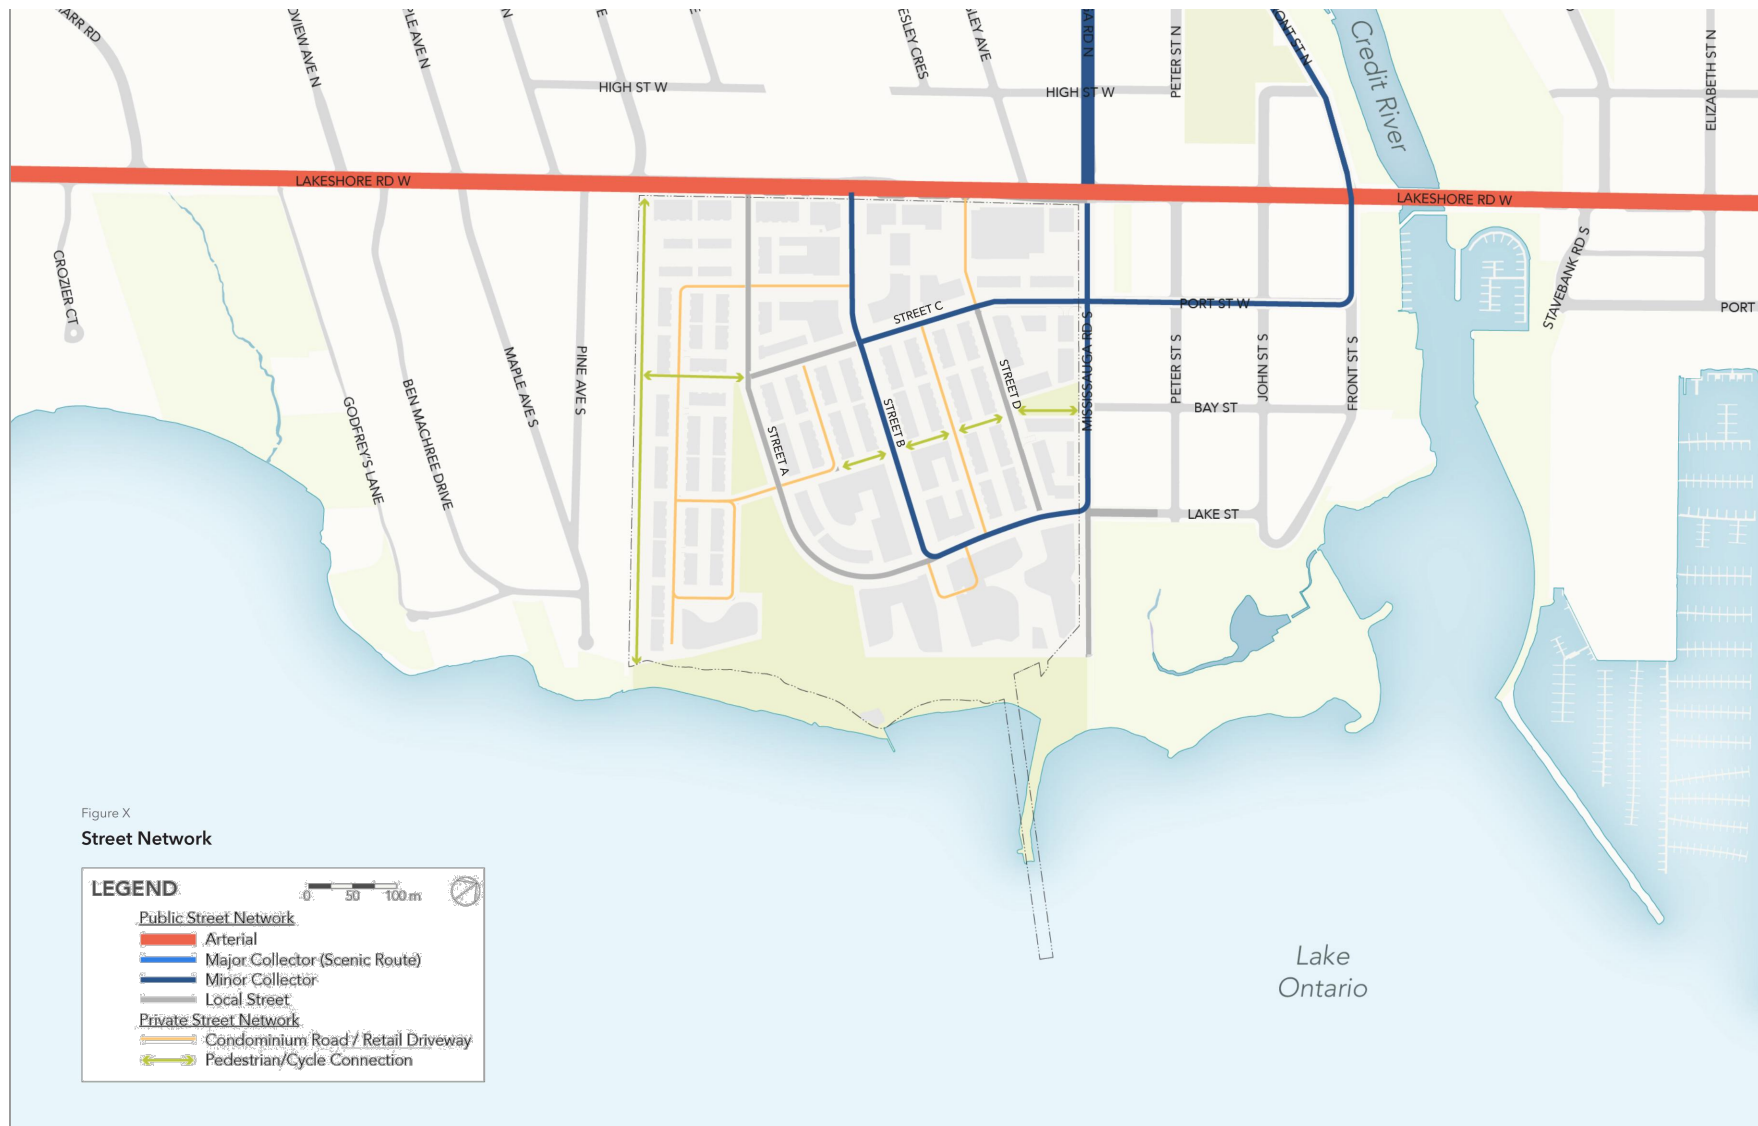 HIGH ST W
HIGH ST W
PETER ST N
ELIZABETH ST N
Credit River
LAKESHORE RD W
LAKESHORE RD W
CROZIER CT
GODFREY'S LANE
BEN MACHREE DRIVE
MAPLE AVE S
PINE AVE S
STREET A
STREET B
STREET C
STREET D
MISSISSAUGA RD S
PORT ST W
PETER ST S
JOHN ST S
FRONT ST S
BAY ST
LAKE ST
STAVEBANK RD S
PORT
Figure X
Street Network
LEGEND
0 50 100 m
Public Street Network
Arterial
Major Collector (Scenic Route)
Minor Collector
Local Street
Private Street Network
Condominium Road / Retail Driveway
Pedestrian/Cycle Connection
Lake
Ontario